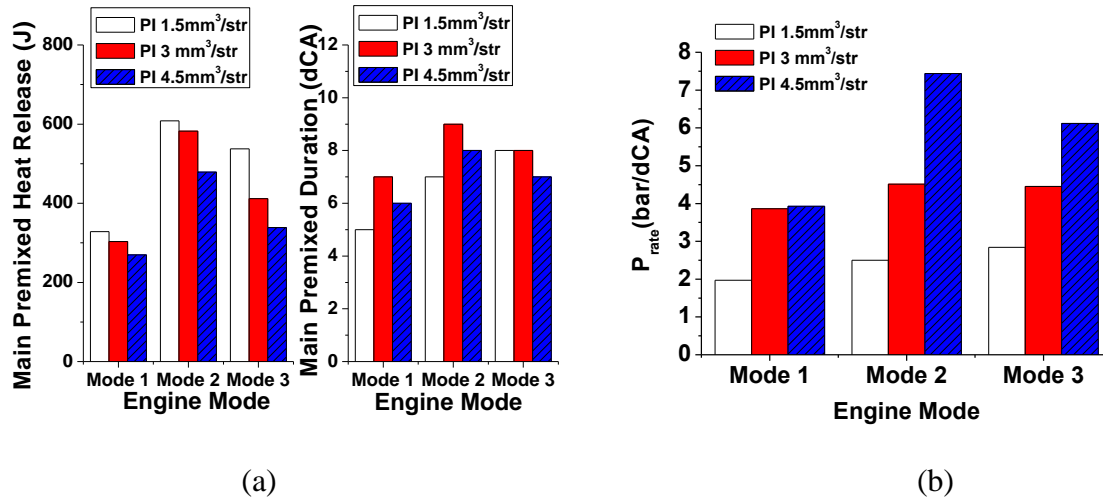 Main Premixed Heat Release (J)
800
600
400
200
0
PI 1.5mm³/str
PI 3 mm³/str
PI 4.5mm³/str
Mode 1 Mode 2 Mode 3
Engine Mode
Main Premixed Duration (dCA)
12
10
8
6
4
2
0
PI 1.5mm³/str
PI 3 mm³/str
PI 4.5mm³/str
Mode 1 Mode 2 Mode 3
Engine Mode
(a)
P_rate(bar/dCA)
8
7
6
5
4
3
2
1
0
PI 1.5mm³/str
PI 3 mm³/str
PI 4.5mm³/str
Mode 1 Mode 2 Mode 3
Engine Mode
(b)